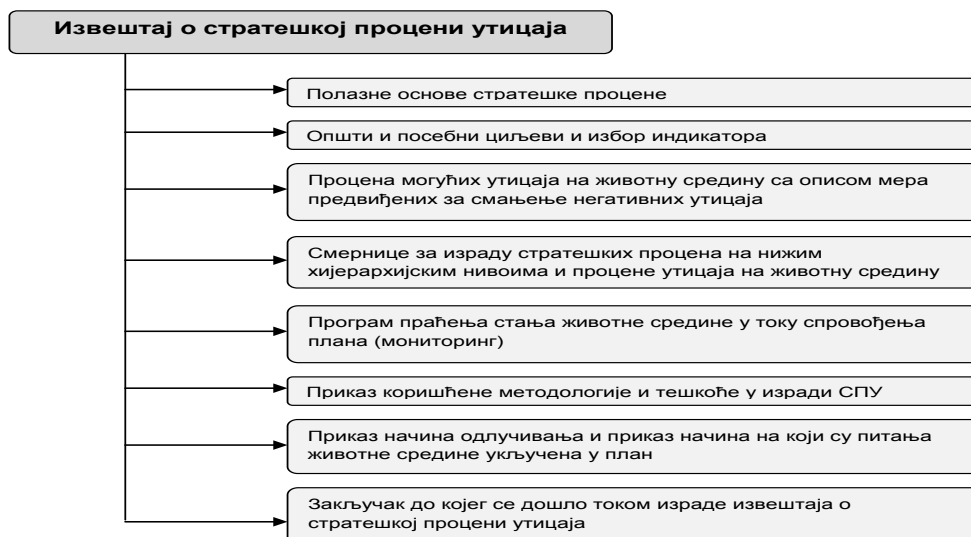 Извештај о стратешкој процени утицаја
Полазне основе стратешке процене
Општи и посебни циљеви и избор индикатора
Процена могућих утицаја на животну средину са описом мера
предвиђених за смањење негативних утицаја
Смернице за израду стратешких процена на нижим
хијерархијским нивоима и процене утицаја на животну средину
Програм праћења стања животне средине у току спровођења
плана (мониторинг)
Приказ коришћене методологије и тешкоће у изради СПУ
Приказ начина одлучивања и приказ начина на који су питања
животне средине укључена у план
Закључак до којег се дошло током израде извештаја о
стратешкој процени утицаја